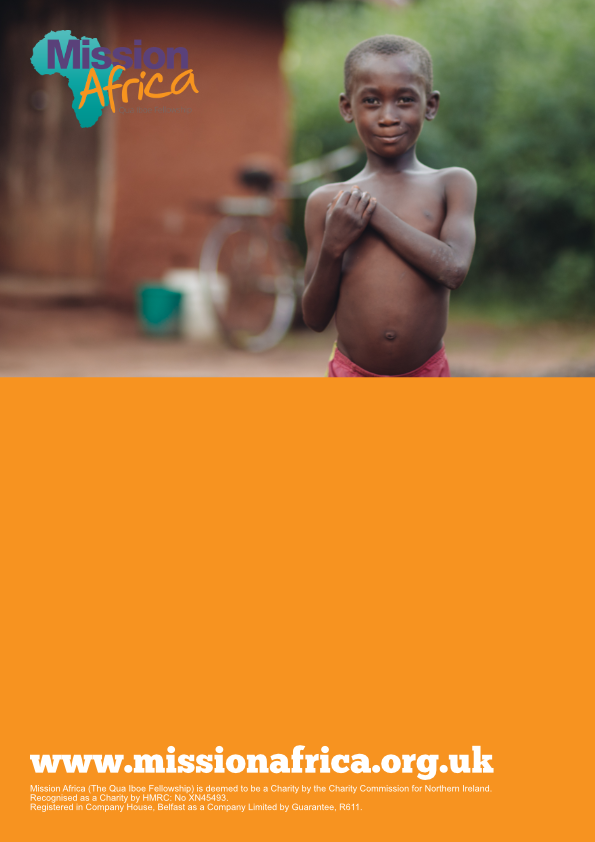 Mission
Africa
www.missionafrica.org.uk
Mission Africa (The Qua Iboe Fellowship) is deemed to be a Charity by the Charity Commission for Northern Ireland.
Recognised as a Charity by HMRC: No XN45493.
Registered in Company House, Belfast as a Company Limited by Guarantee, R611.